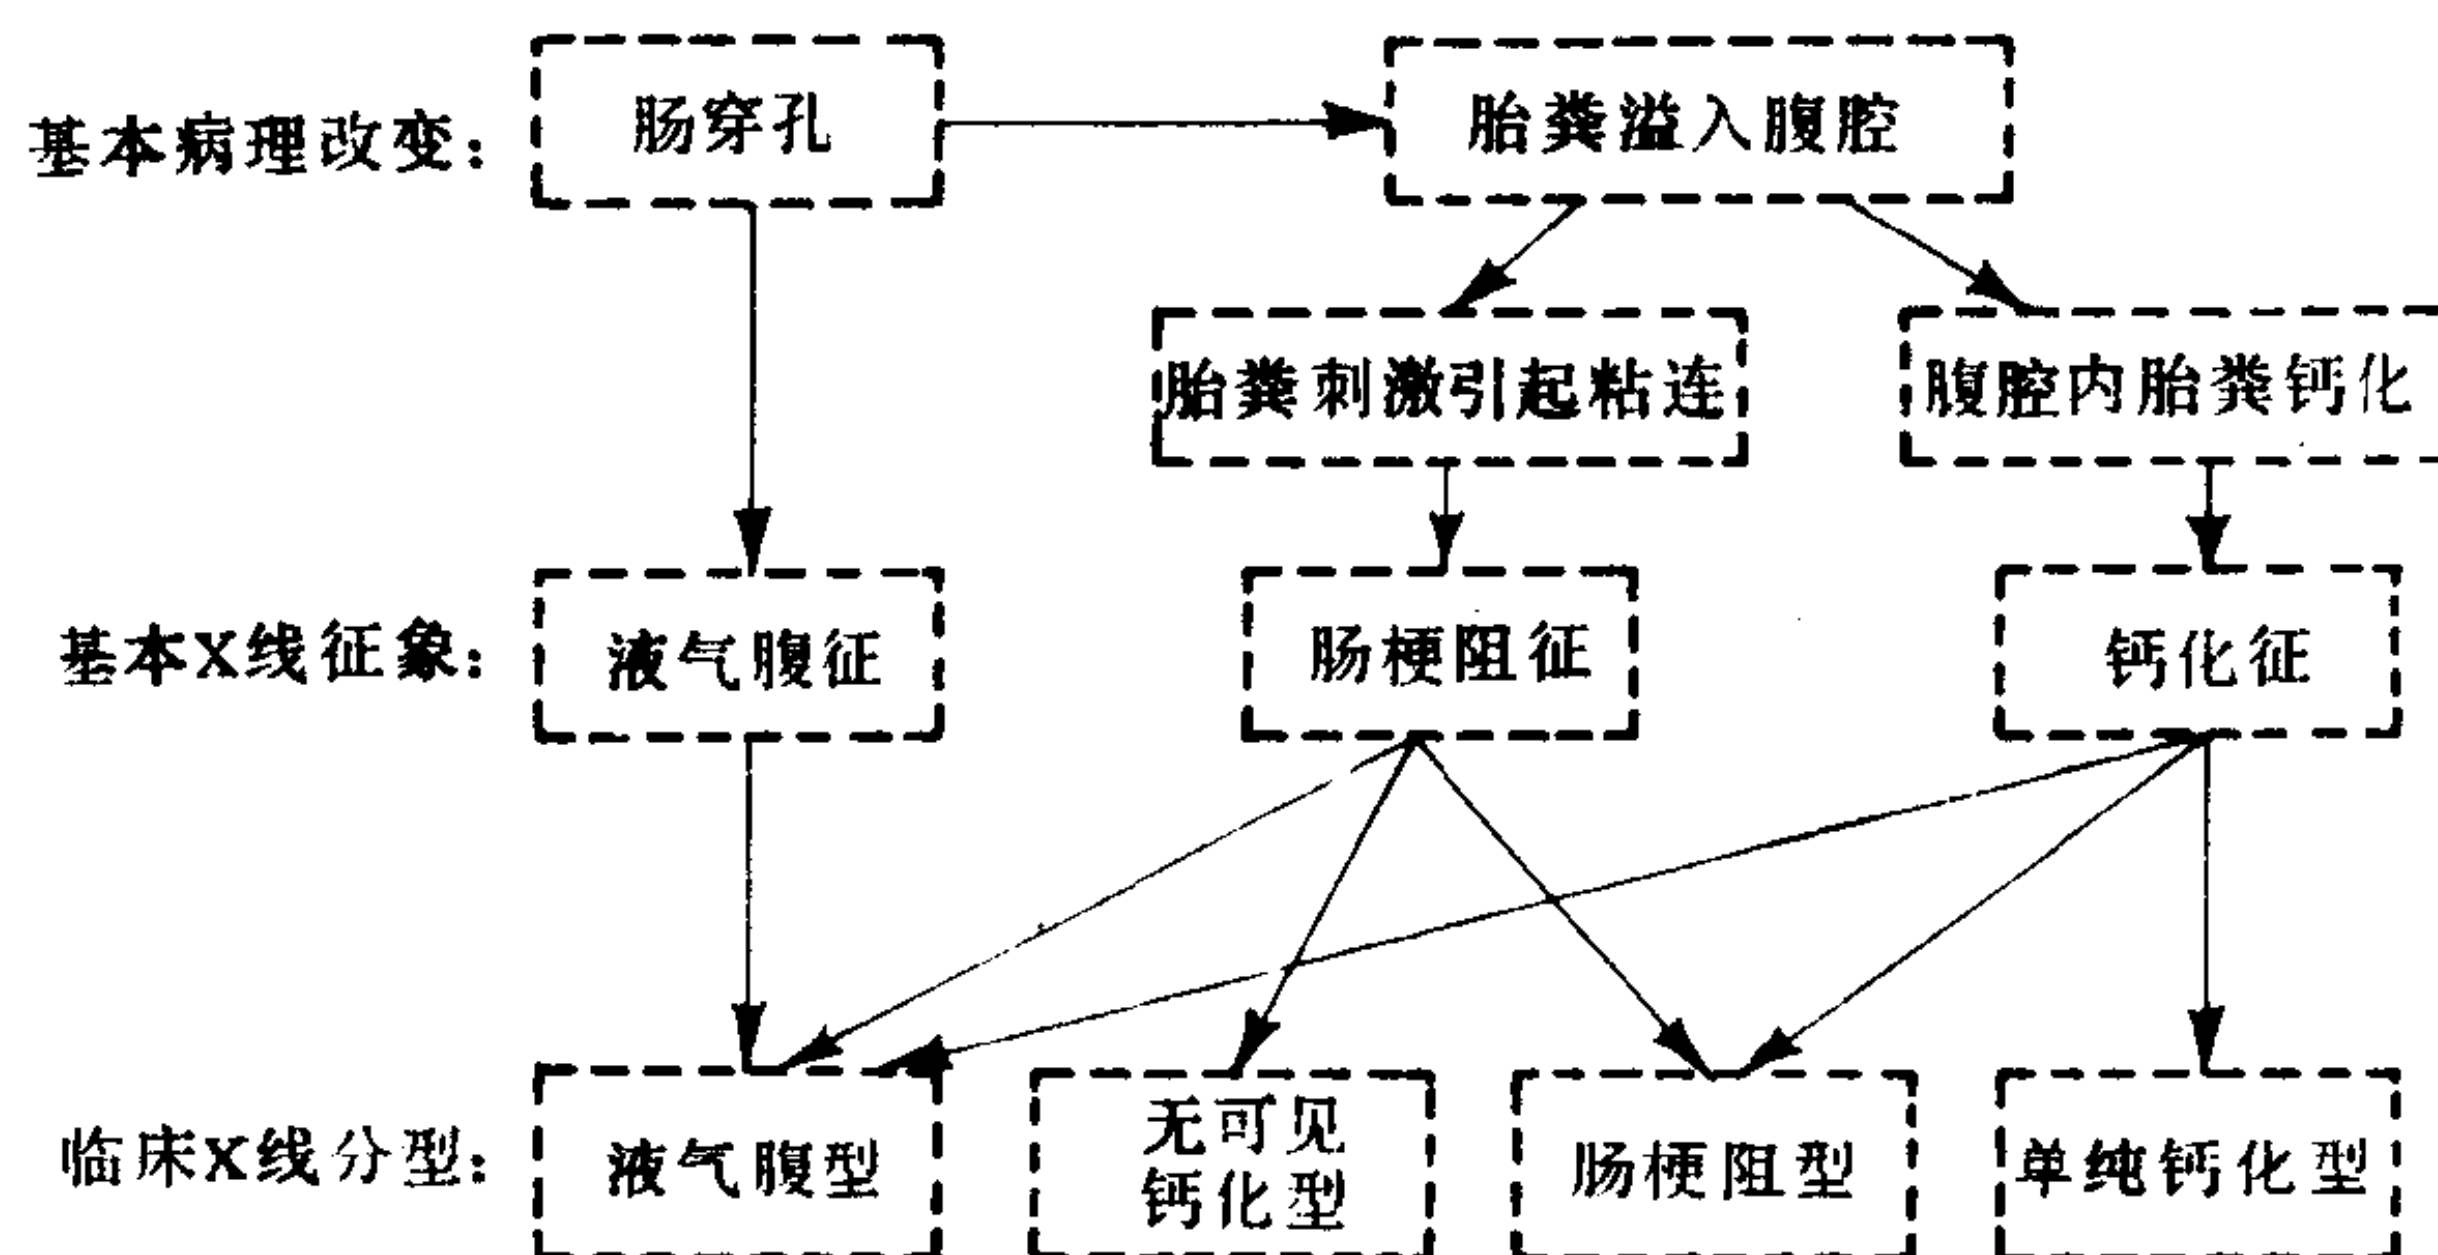 基本病理改变：
肠穿孔
胎粪溢入腹腔
胎粪刺激引起粘连
腹腔内胎粪钙化
基本X线征象：
液气腹征
肠梗阻征
钙化征
临床X线分型：
液气腹型
无可见
钙化型
肠梗阻型
单纯钙化型